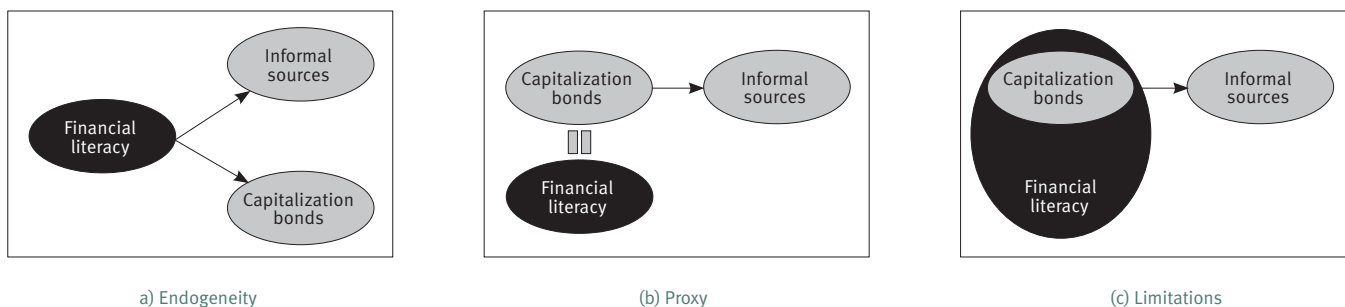 Informal
sources
Financial
literacy
Capitalization
bonds
a) Endogeneity
Capitalization
bonds
Informal
sources
Financial
literacy
(b) Proxy
Capitalization
bonds
Informal
sources
Financial
literacy
(c) Limitations